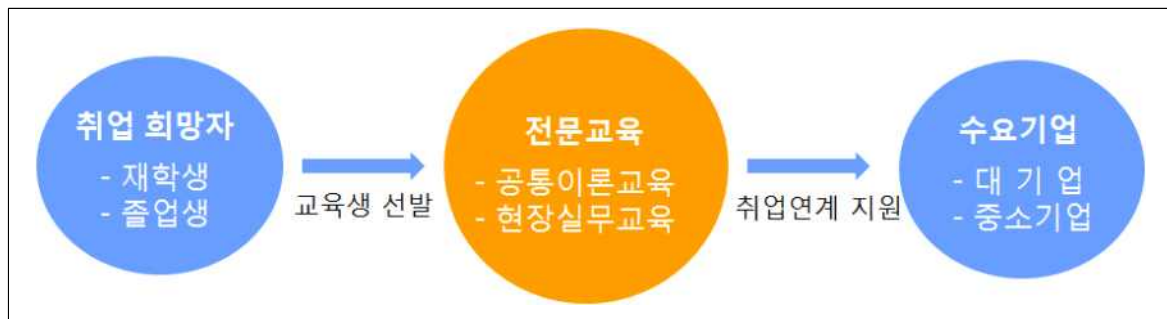 취업 희망자
- 재학생
- 졸업생
교육생 선발
전문교육
- 공통이론교육
- 현장실무교육
취업연계 지원
수요기업
- 대 기 업
- 중소기업